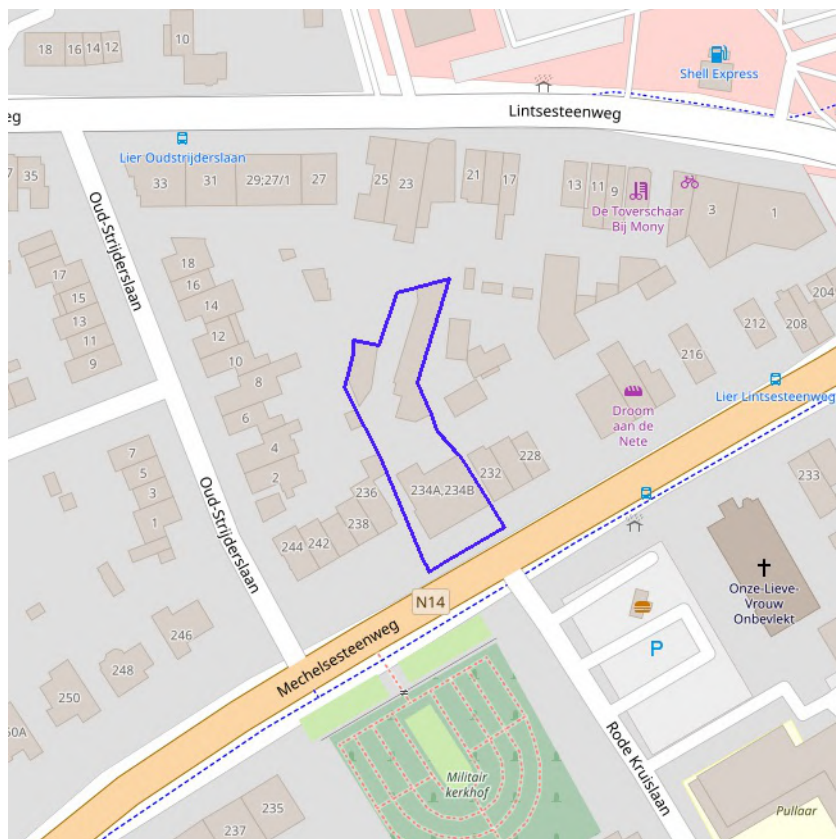 10
18
16
14
12
Shell Express
Lintsesteenweg
eg
Lier Oudstrijderslaan
35
33
31
29;27/1
27
25
23
21
17
13
11
9
De Toverschaar
Bij Mony
3
1
Oud-Strijderslaan
17
15
13
11
9
18
16
14
12
10
8
6
4
2
204
208
212
216
Lier Lintsesteenweg
Droom
aan de
Nete
7
5
3
1
Oud-Strijderslaan
236
238
242
244
234A,234B
232
228
233
Onze-Lieve-
Vrouw
Onbevlekt
N14
Mechelsesteenweg
P
246
248
250
50A
Rode Kruislaan
Militair
kerkhof
235
237
Pullaar